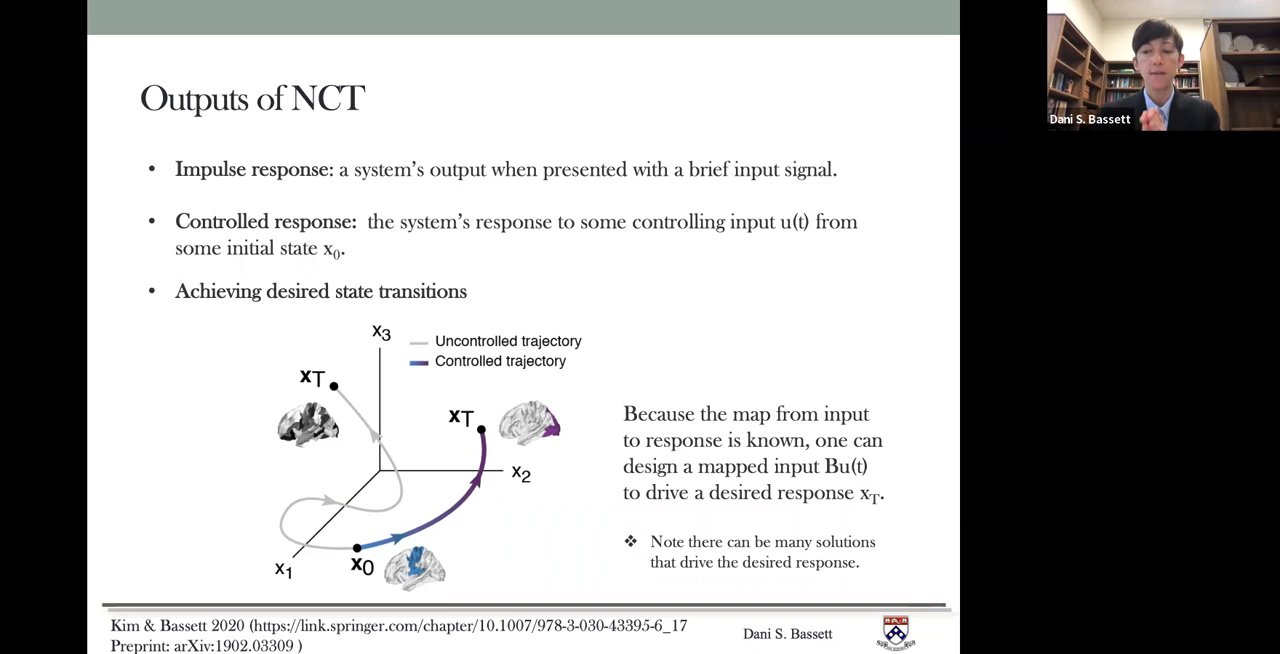 Outputs of NCT
• Impulse response: a system's output when presented with a brief input signal.
• Controlled response: the system's response to some controlling input u(t) from
some initial state x0.
• Achieving desired state transitions
x3
Uncontrolled trajectory
Controlled trajectory
xT
xT
x2
x1
x0
Because the map from input
to response is known, one can
design a mapped input Bu(t)
to drive a desired response xT.
❖ Note there can be many solutions
that drive the desired response.
Kim & Bassett 2020 (https://link.springer.com/chapter/10.1007/978-3-030-43395-6_17
Preprint: arXiv:1902.03309 )
Dani S. Bassett
Dani S. Bassett